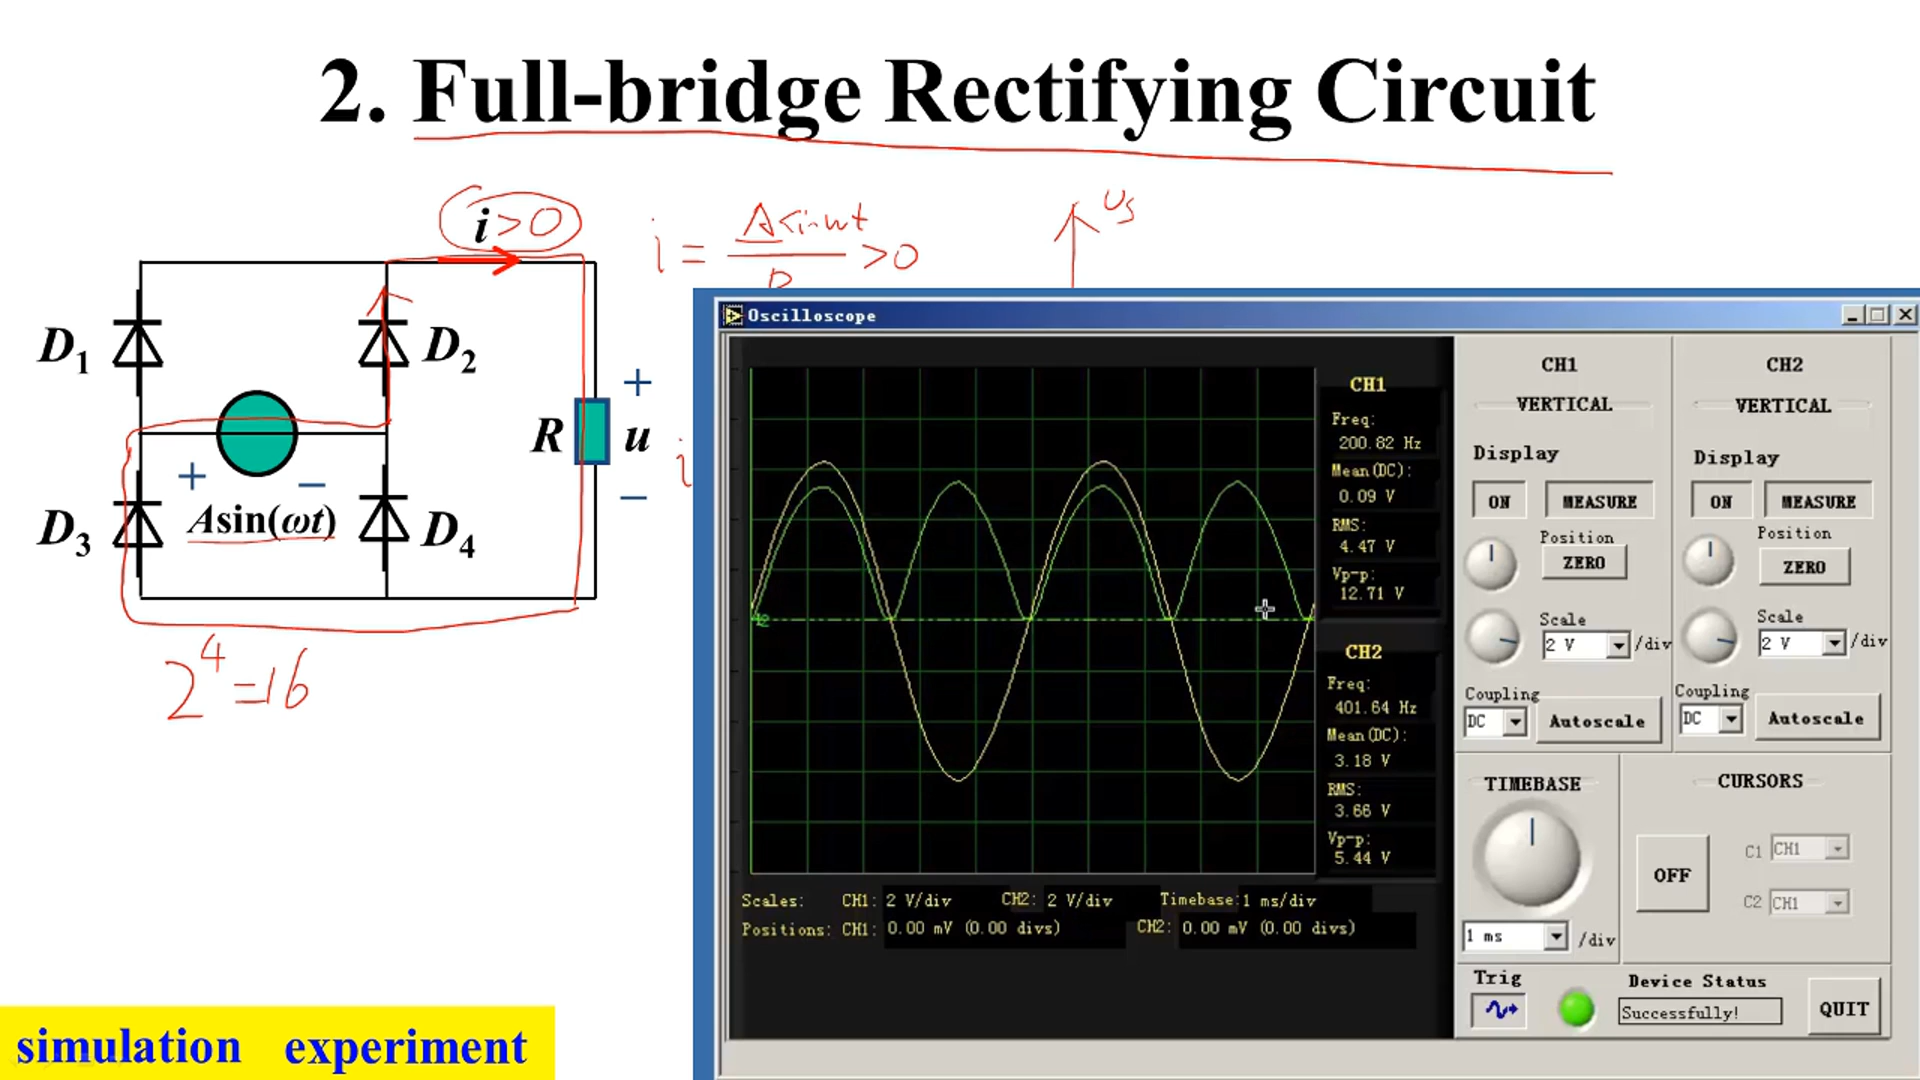 2. Full-bridge Rectifying Circuit
i>0
i = Asinωt >0
us
D1
D2
+
R
u
−
i
+
−
Asin(ωt)
D3
D4
2^4=16
simulation experiment
Oscilloscope
CH1
Freq:
200.82 Hz
Mean(DC):
0.09 V
RMS:
4.47 V
Vp-p:
12.71 V
CH2
Freq:
401.64 Hz
Mean(DC):
3.18 V
RMS:
3.66 V
Vp-p:
5.44 V
Scales: CH1: 2 V/div CH2: 2 V/div Timebase: 1 ms/div
Positions: CH1: 0.00 mV (0.00 divs) CH2: 0.00 mV (0.00 divs)
CH1
VERTICAL
Display
ON MEASURE
Position
ZERO
Scale
2 V /div
Coupling
DC Autoscale
CH2
VERTICAL
Display
ON MEASURE
Position
ZERO
Scale
2 V /div
Coupling
DC Autoscale
TIMEBASE
1 ms /div
CURSORS
OFF
C1 CH1
C2 CH1
Trig
Device Status
Successfully!
QUIT